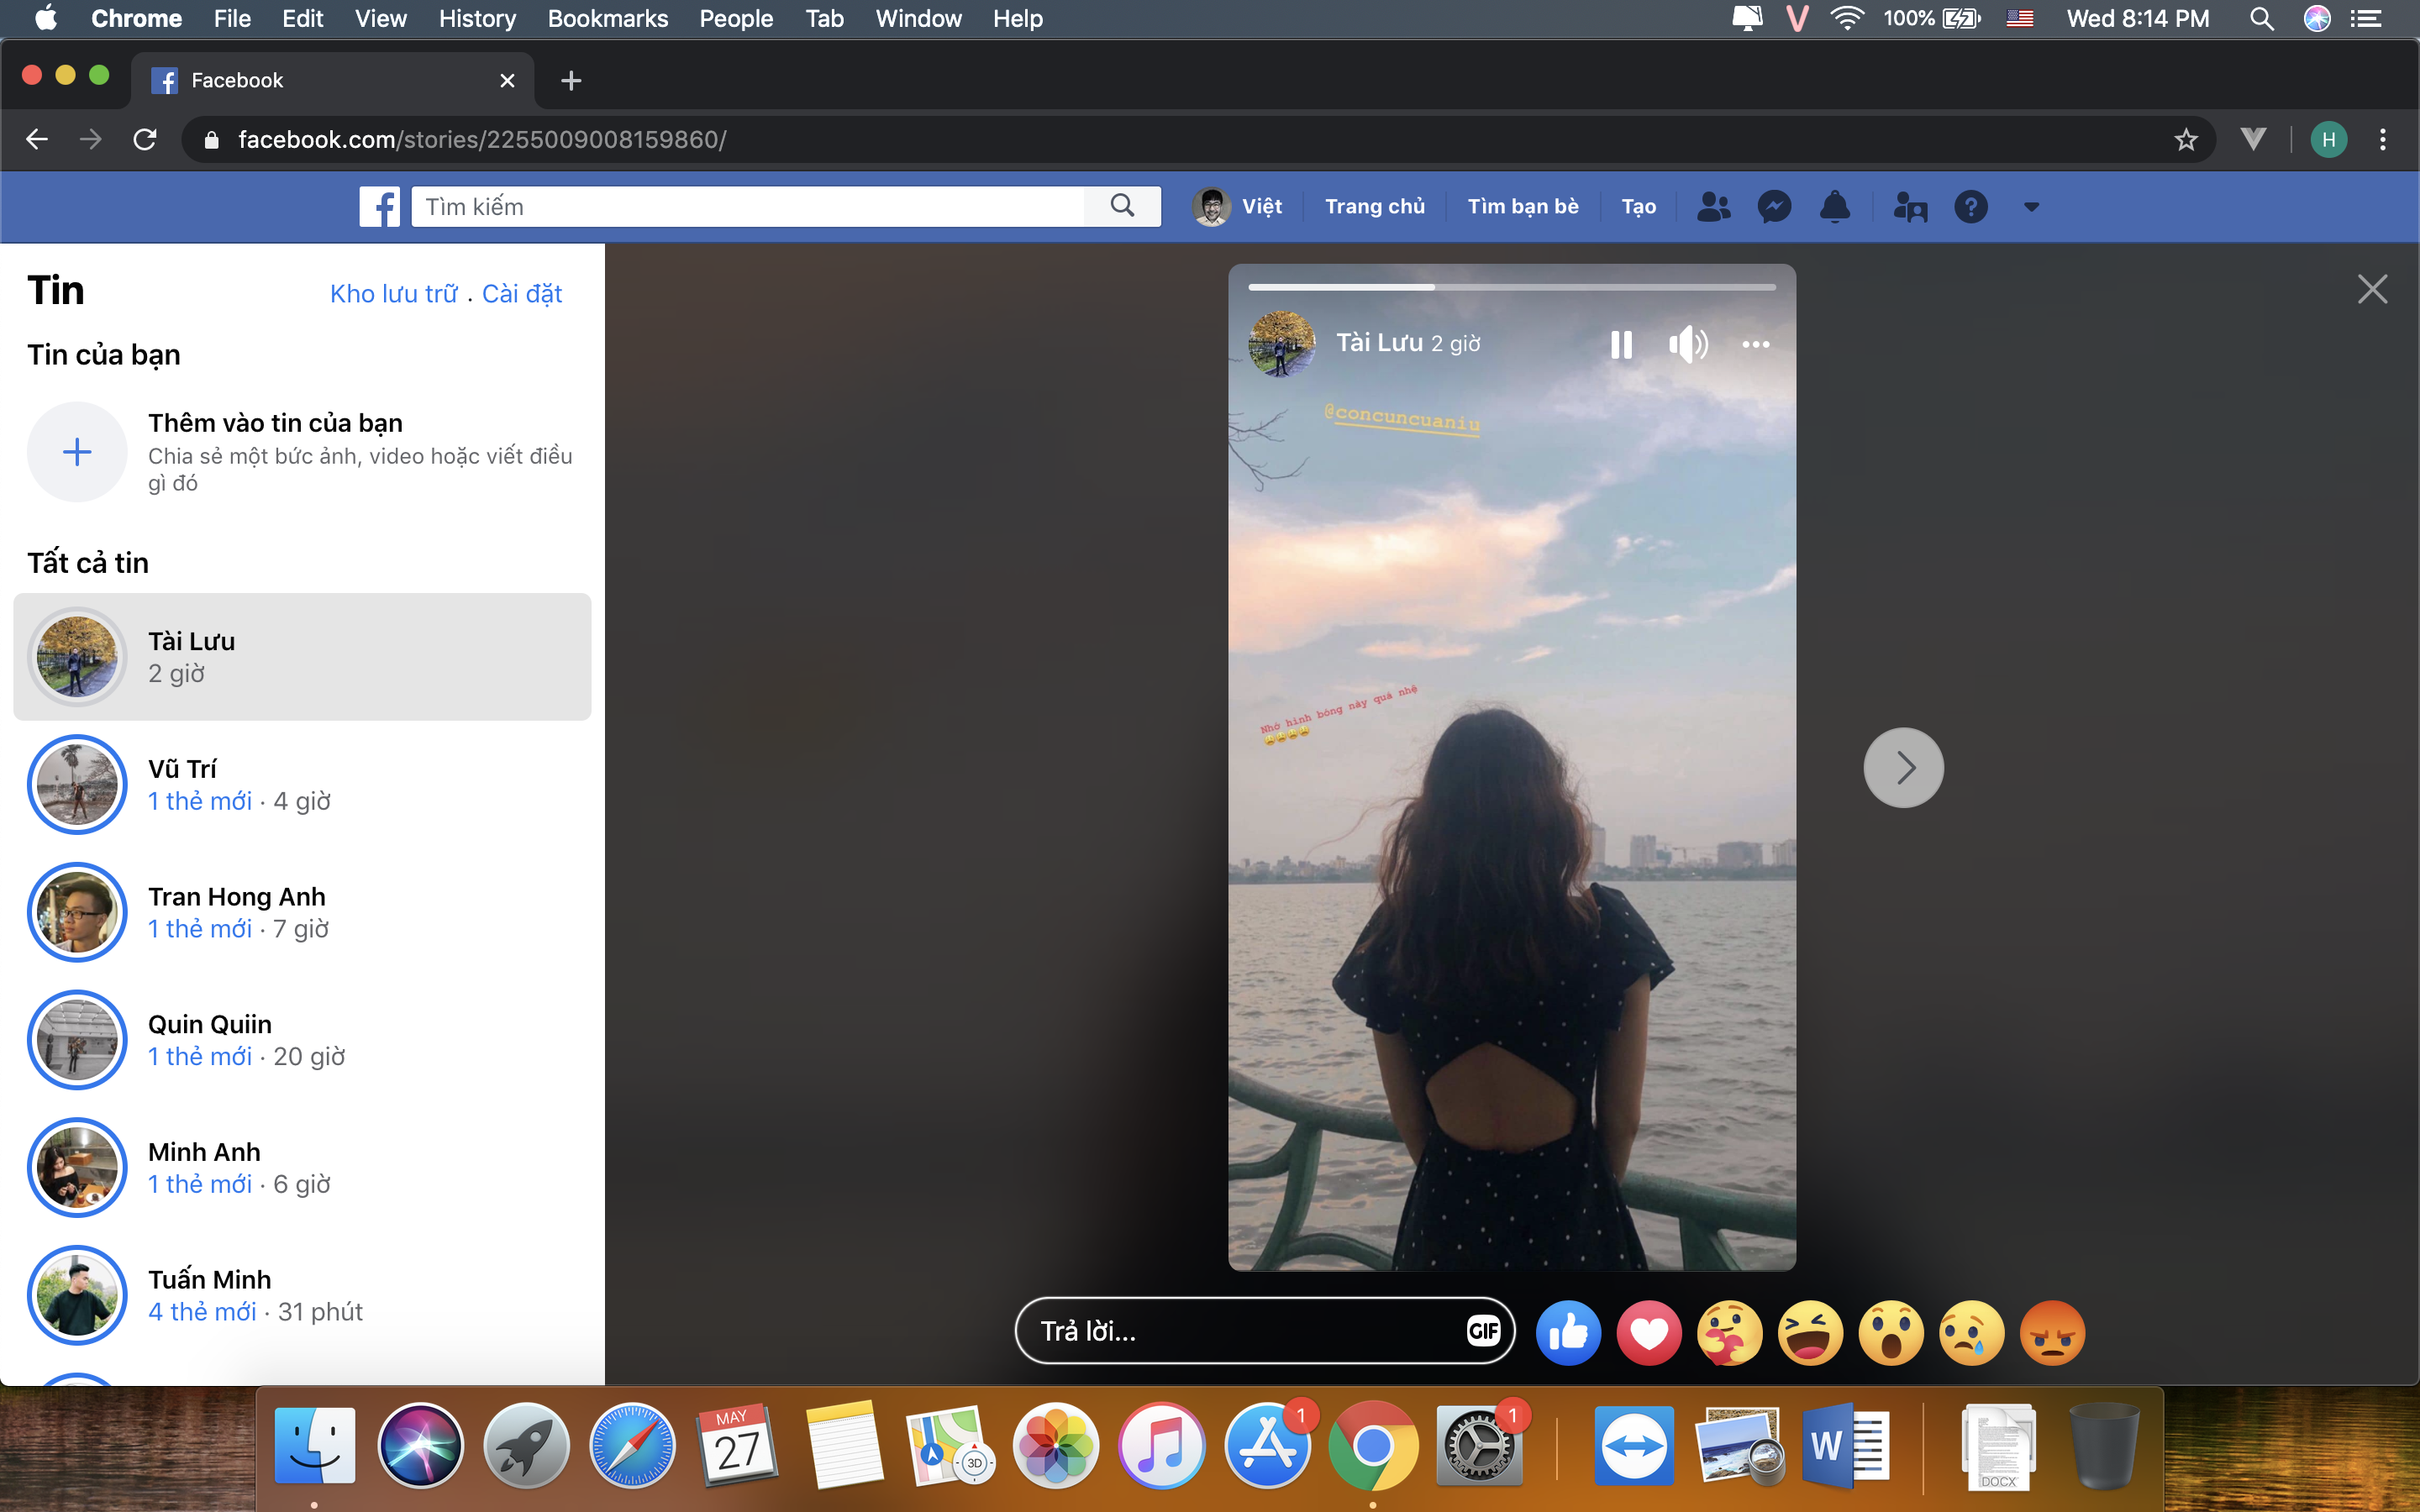 Chrome File Edit View History Bookmarks People Tab Window Help
100% Wed 8:14 PM
Facebook
facebook.com/stories/2255009008159860/
Tìm kiếm
Việt Trang chủ Tìm bạn bè Tạo
Tin
Kho lưu trữ . Cài đặt
Tin của bạn
Thêm vào tin của bạn
Chia sẻ một bức ảnh, video hoặc viết điều
gì đó
Tất cả tin
Tài Lưu
2 giờ
Vũ Trí
1 thẻ mới · 4 giờ
Tran Hong Anh
1 thẻ mới · 7 giờ
Quin Quiin
1 thẻ mới · 20 giờ
Minh Anh
1 thẻ mới · 6 giờ
Tuấn Minh
4 thẻ mới · 31 phút
Tài Lưu 2 giờ
@concuncuaniu
Nhớ hình bóng này quá nhệ
Trả lời...
GIF
H
V
MAY
27
3D
1
1
W
DOCX